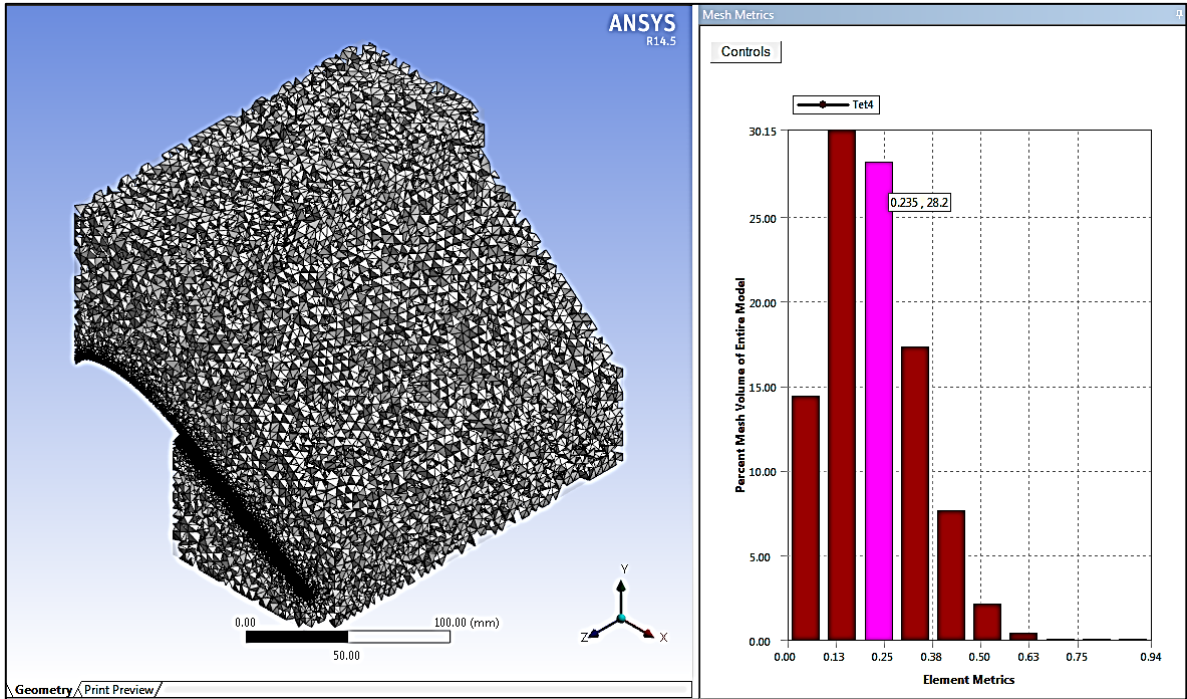 ANSYS
R14.5
0.00
100.00 (mm)
50.00
Y
Z
X
Geometry
Print Preview
Mesh Metrics
Controls
Tet4
30.15
25.00
20.00
15.00
10.00
5.00
0.00
Percent Mesh Volume of Entire Model
0.235 , 28.2
0.00 0.13 0.25 0.38 0.50 0.63 0.75 0.94
Element Metrics